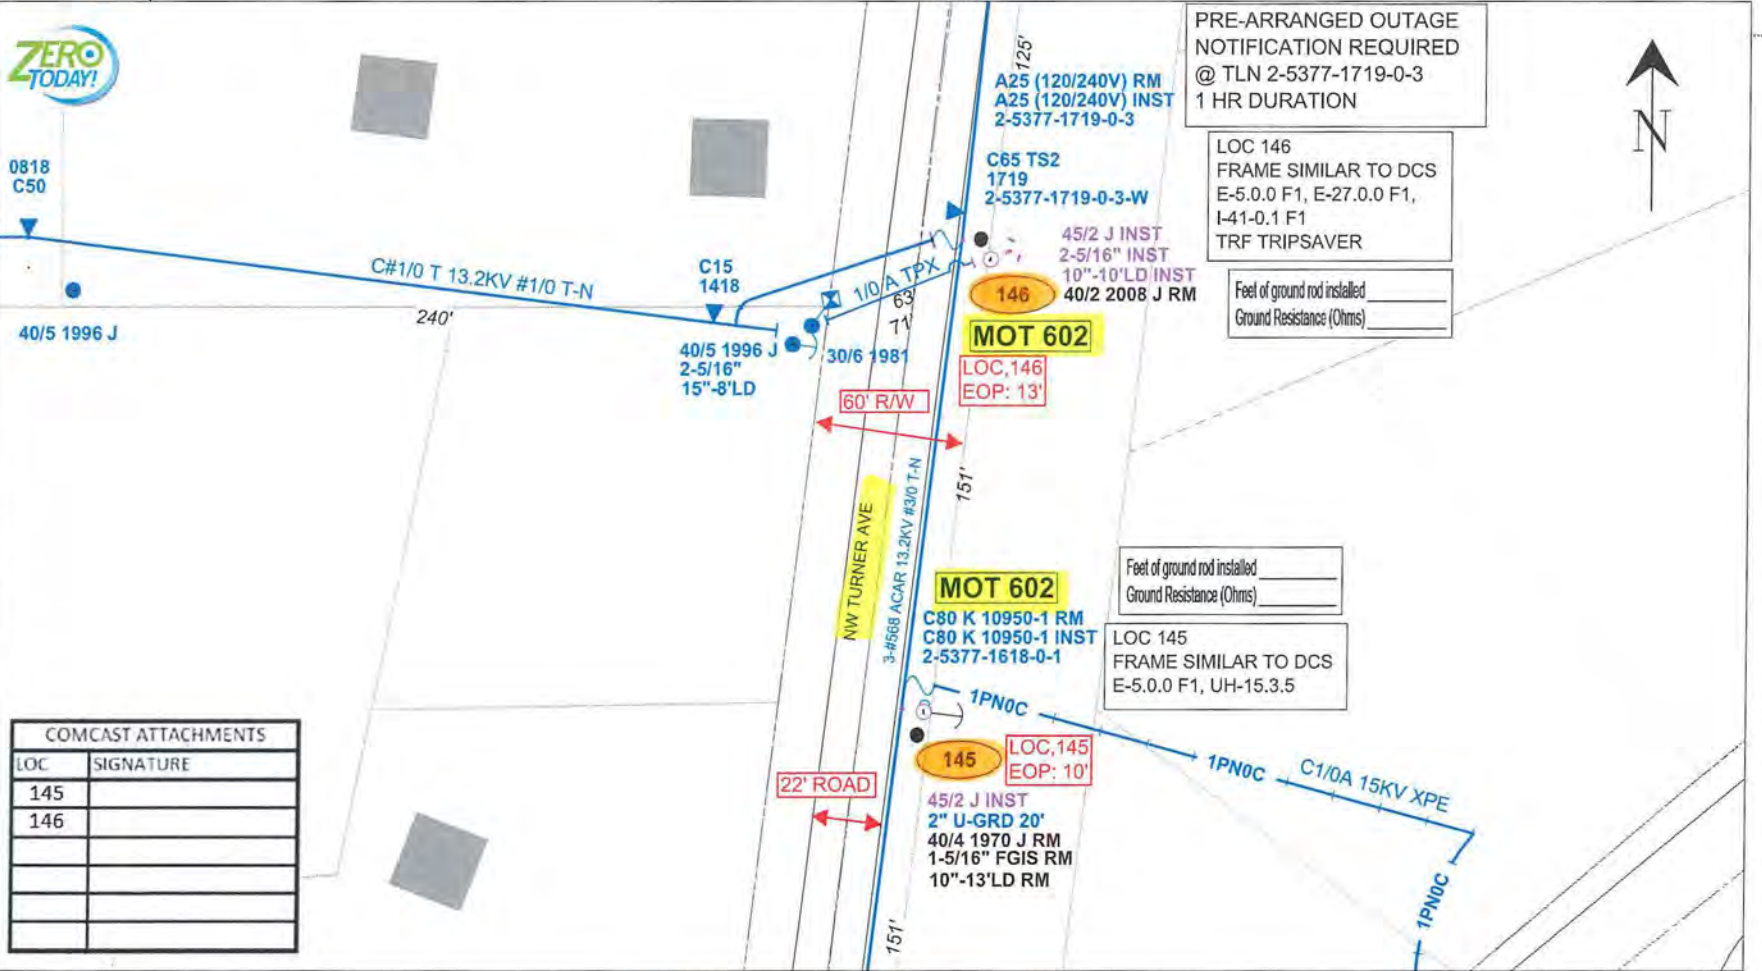 ZERO
TODAY!
0818
C50
40/5 1996 J
C#1/0 T 13.2KV #1/0 T-N
240'
C15
1418
40/5 1996 J
2-5/16"
15"-8'LD
30/6 1981
1/0 A TPX
63'
71'
125'
A25 (120/240V) RM
A25 (120/240V) INST
2-5377-1719-0-3
C65 TS2
1719
2-5377-1719-0-3-W
45/2 J INST
2-5/16" INST
10"-10'LD INST
40/2 2008 J RM
146
MOT 602
LOC,146
EOP: 13'
PRE-ARRANGED OUTAGE
NOTIFICATION REQUIRED
@ TLN 2-5377-1719-0-3
1 HR DURATION
LOC 146
FRAME SIMILAR TO DCS
E-5.0.0 F1, E-27.0.0 F1,
I-41-0.1 F1
TRF TRIPSAVER
Feet of ground rod installed
Ground Resistance (Ohms)
N
60' R/W
151'
NW TURNER AVE
3-#568 ACAR 13.2KV #3/0 T-N
MOT 602
C80 K 10950-1 RM
C80 K 10950-1 INST
2-5377-1618-0-1
Feet of ground rod installed
Ground Resistance (Ohms)
LOC 145
FRAME SIMILAR TO DCS
E-5.0.0 F1, UH-15.3.5
1PN0C
1PN0C
C1/0A 15KV XPE
1PN0C
145
LOC,145
EOP: 10'
22' ROAD
45/2 J INST
2" U-GRD 20'
40/4 1970 J RM
1-5/16" FGIS RM
10"-13'LD RM
151'
COMCAST ATTACHMENTS
LOC SIGNATURE
145
146